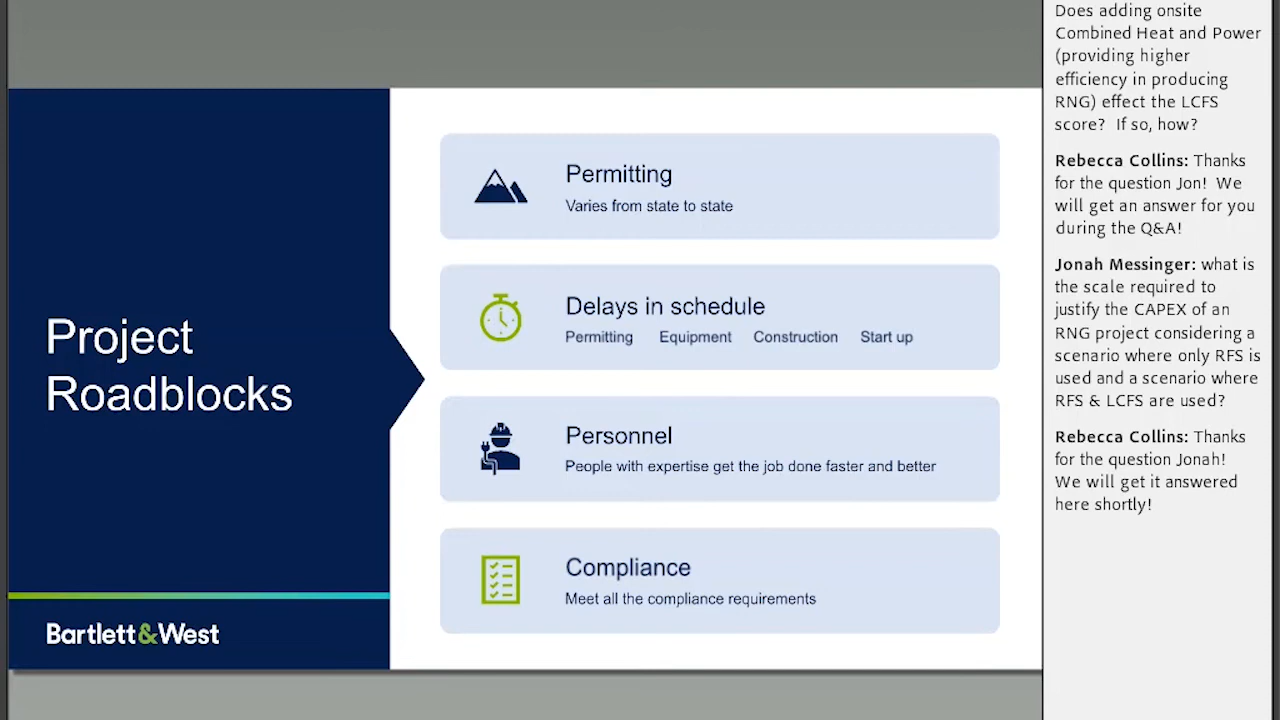 Project
Roadblocks
Bartlett&West
Permitting
Varies from state to state
Delays in schedule
Permitting Equipment Construction Start up
Personnel
People with expertise get the job done faster and better
Compliance
Meet all the compliance requirements
Does adding onsite
Combined Heat and Power
(providing higher
efficiency in producing
RNG) effect the LCFS
score? If so, how?
Rebecca Collins: Thanks
for the question Jon! We
will get an answer for you
during the Q&A!
Jonah Messinger: what is
the scale required to
justify the CAPEX of an
RNG project considering a
scenario where only RFS is
used and a scenario where
RFS & LCFS are used?
Rebecca Collins: Thanks
for the question Jonah!
We will get it answered
here shortly!